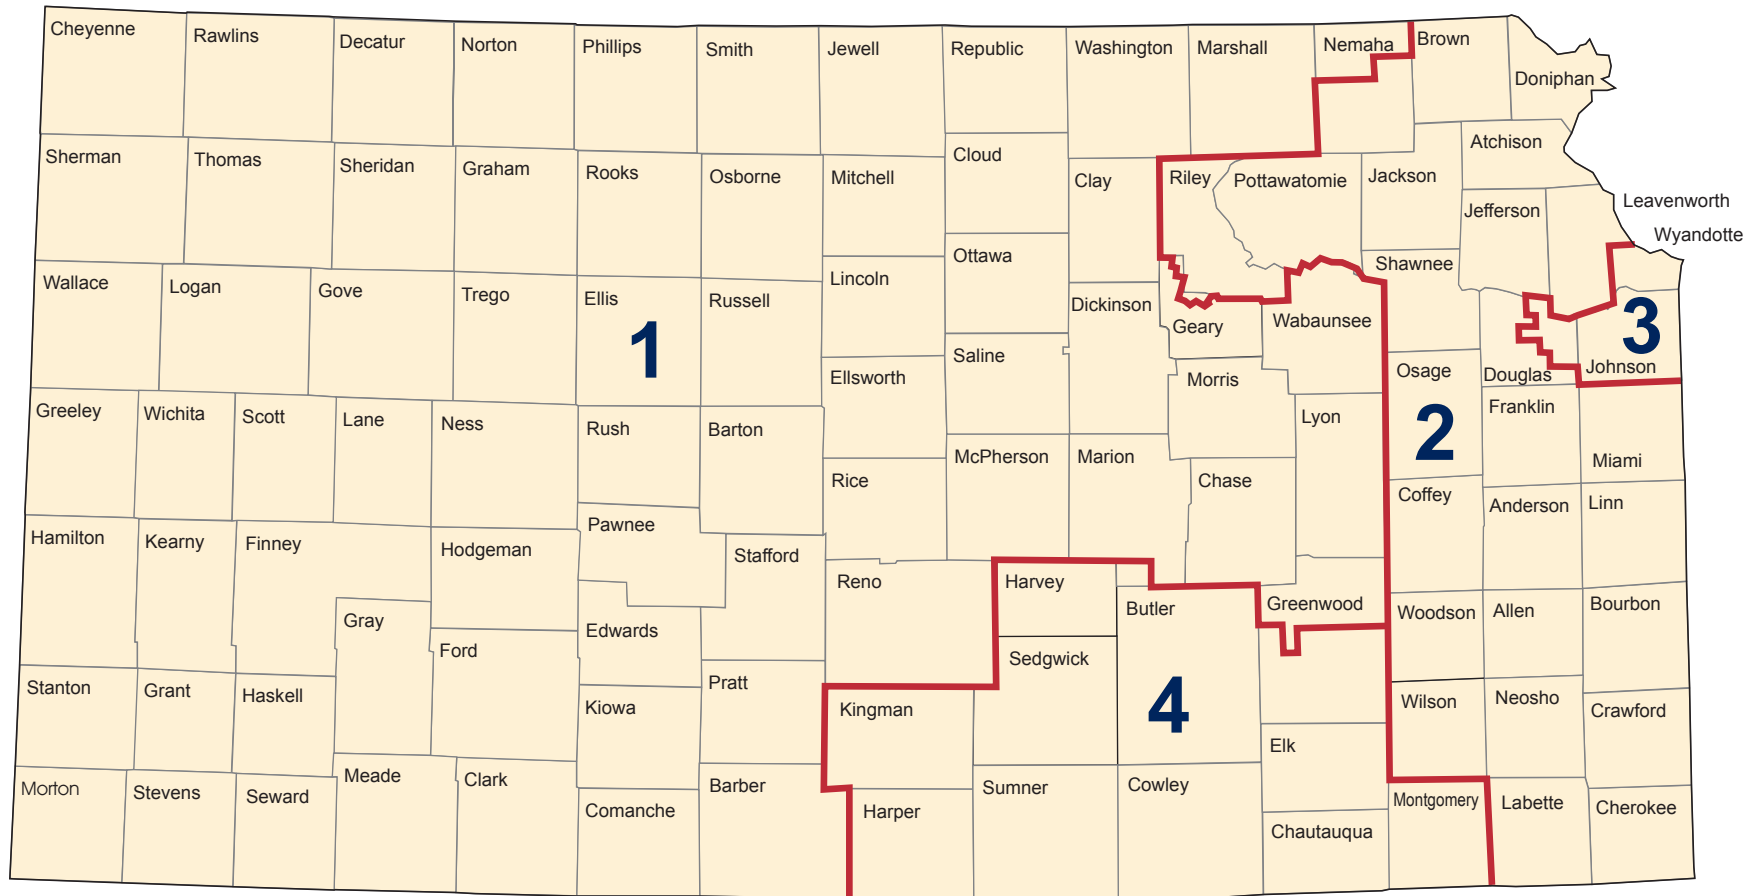 Cheyenne
Rawlins
Decatur
Norton
Phillips
Smith
Jewell
Republic
Washington
Marshall
Nemaha
Brown
Doniphan
Sherman
Thomas
Sheridan
Graham
Rooks
Osborne
Mitchell
Cloud
Clay
Riley
Pottawatomie
Jackson
Atchison
Jefferson
Leavenworth
Wyandotte
Wallace
Logan
Gove
Trego
Ellis
Russell
Lincoln
Ottawa
Dickinson
Geary
Wabaunsee
Shawnee
1
3
Greeley
Wichita
Scott
Lane
Ness
Rush
Barton
Ellsworth
Saline
Morris
Lyon
Osage
Douglas
Johnson
2
Franklin
Miami
Hamilton
Kearny
Finney
Hodgeman
Pawnee
Stafford
Rice
McPherson
Marion
Chase
Coffey
Anderson
Linn
Gray
Ford
Edwards
Reno
Harvey
Butler
Greenwood
Woodson
Allen
Bourbon
Stanton
Grant
Haskell
Kiowa
Pratt
Kingman
Sedgwick
4
Elk
Wilson
Neosho
Crawford
Morton
Stevens
Seward
Meade
Clark
Comanche
Barber
Harper
Sumner
Cowley
Chautauqua
Montgomery
Labette
Cherokee